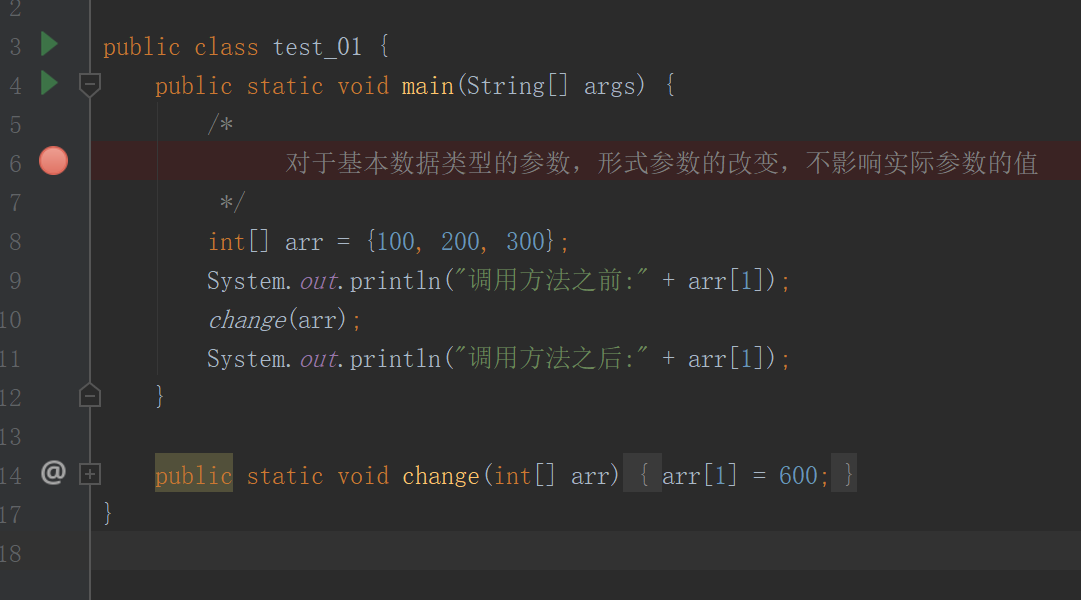 2
3 public class test_01 {
4 public static void main(String[] args) {
5 /*
6 对于基本数据类型的参数，形式参数的改变，不影响实际参数的值
7 */
8 int[] arr = {100, 200, 300};
9 System.out.println("调用方法之前:" + arr[1]);
10 change(arr);
11 System.out.println("调用方法之后:" + arr[1]);
12 }
13
14 @ public static void change(int[] arr) { arr[1] = 600; }
17 }
18